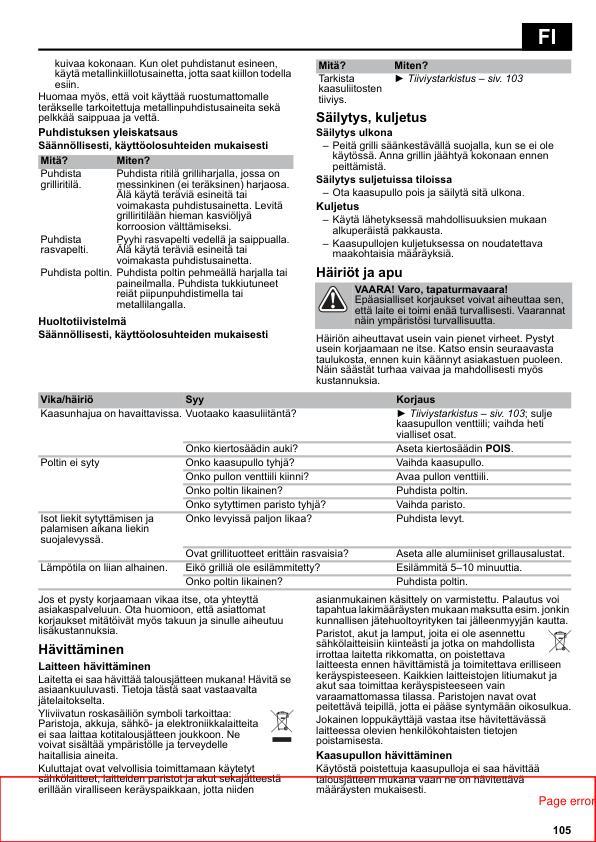 FI
kuivaa kokonaan. Kun olet puhdistanut esineen,
käytä metallinkiillotusainetta, jotta saat kiillon todella
esiin.
Huomaa myös, että voit käyttää ruostumattomalle
teräkselle tarkoitettuja metallinpuhdistusaineita sekä
pelkkää saippuaa ja vettä.
Puhdistuksen yleiskatsaus
Säännöllisesti, käyttöolosuhteiden mukaisesti
Mitä? Miten?
Puhdista Puhdista ritilä grilliharjalla, jossa on
grilliritilä. messinkinen (ei teräksinen) harjaosa.
Älä käytä teräviä esineitä tai
voimakasta puhdistusainetta. Levitä
grilliritilään hieman kasviöljyä
korroosion välttämiseksi.
Puhdista Pyyhi rasvapelti vedellä ja saippualla.
rasvapelti. Älä käytä teräviä esineitä tai
voimakasta puhdistusainetta.
Puhdista poltin. Puhdista poltin pehmeällä harjalla tai
paineilmalla. Puhdista tukkiutuneet
reiät piipunpuhdistimella tai
metallilangalla.
Huoltotiivistelmä
Säännöllisesti, käyttöolosuhteiden mukaisesti
Mitä? Miten?
Tarkista ► Tiiviystarkistus – siv. 103
kaasuliitosten
tiiviys.
Säilytys, kuljetus
Säilytys ulkona
– Peitä grilli säänkestävällä suojalla, kun se ei ole
käytössä. Anna grillin jäähtyä kokonaan ennen
peittämistä.
Säilytys suljetuissa tiloissa
– Ota kaasupullo pois ja säilytä sitä ulkona.
Kuljetus
– Käytä lähetyksessä mahdollisuuksien mukaan
alkuperäistä pakkausta.
– Kaasupullojen kuljetuksessa on noudatettava
maakohtaisia määräyksiä.
Häiriöt ja apu
VAARA! Varo, tapaturmavaara!
Epäasialliset korjaukset voivat aiheuttaa sen,
että laite ei toimi enää turvallisesti. Vaarannat
näin ympäristösi turvallisuutta.
Häiriön aiheuttavat usein vain pienet virheet. Pystyt
usein korjaamaan ne itse. Katso ensin seuraavasta
taulukosta, ennen kuin käännyt asiakastuen puoleen.
Näin säästät turhaa vaivaa ja mahdollisesti myös
kustannuksia.
Vika/häiriö Syy Korjaus
Kaasunhajua on havaittavissa. Vuotaako kaasuliitäntä? ► Tiiviystarkistus – siv. 103; sulje
kaasupullon venttiili; vaihda heti
vialliset osat.
Onko kiertosäädin auki? Aseta kiertosäädin POIS.
Poltin ei syty Onko kaasupullo tyhjä? Vaihda kaasupullo.
Onko pullon venttiili kiinni? Avaa pullon venttiili.
Onko poltin likainen? Puhdista poltin.
Onko sytyttimen paristo tyhjä? Vaihda paristo.
Isot liekit sytyttämisen ja Onko levyissä paljon likaa? Puhdista levyt.
palamisen aikana liekin
suojalevyssä.
Ovat grillituotteet erittäin rasvaisia? Aseta alle alumiiniset grillausalustat.
Lämpötila on liian alhainen. Eikö grilliä ole esilämmitetty? Esilämmitä 5–10 minuuttia.
Onko poltin likainen? Puhdista poltin.
Jos et pysty korjaamaan vikaa itse, ota yhteyttä
asiakaspalveluun. Ota huomioon, että asiattomat
korjaukset mitätöivät myös takuun ja sinulle aiheutuu
lisäkustannuksia.
Hävittäminen
Laitteen hävittäminen
Laitetta ei saa hävittää talousjätteen mukana! Hävitä se
asiaankuuluvasti. Tietoja tästä saat vastaavalta
jätelaitokselta.
Yliviivatun roskasäiliön symboli tarkoittaa:
Paristoja, akkuja, sähkö- ja elektroniikkalaitteita
ei saa laittaa kotitalousjätteen joukkoon. Ne
voivat sisältää ympäristölle ja terveydelle
haitallisia aineita.
Kuluttajat ovat velvollisia toimittamaan käytetyt
sähkölaitteet, laitteiden paristot ja akut sekajätteestä
erillään viralliseen keräyspaikkaan, jotta niiden
asianmukainen käsittely on varmistettu. Palautus voi
tapahtua lakimääräysten mukaan maksutta esim. jonkin
kunnallisen jätehuoltoyrityken tai jälleenmyyjän kautta.
Paristot, akut ja lamput, joita ei ole asennettu
sähkölaitteisiin kiinteästi ja jotka on mahdollista
irrottaa laitetta rikkomatta, on poistettava
laitteesta ennen hävittämistä ja toimitettava erilliseen
keräyspisteeseen. Kaikkien laitteistojen litiumakut ja
akut saa toimittaa keräyspisteeseen vain
varaamattomassa tilassa. Paristojen navat ovat
peitettävä teipillä, jotta ei pääse syntymään oikosulkua.
Jokainen loppukäyttäjä vastaa itse hävitettävässä
laitteessa olevien henkilökohtaisten tietojen
poistamisesta.
Kaasupullon hävittäminen
Käytöstä poistettuja kaasupulloja ei saa hävittää
talousjätteen mukana vaan ne on hävitettävä
määräysten mukaisesti.
Page error
105